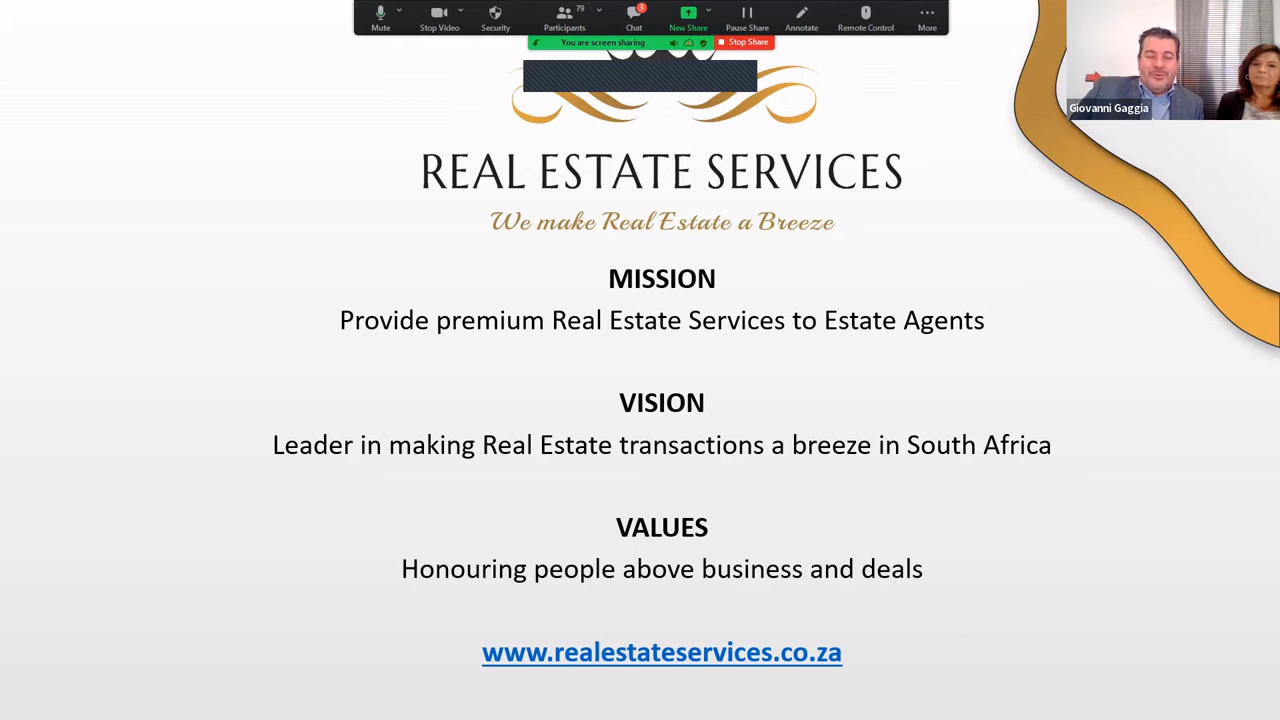 79
3
Mute
Stop Video
Security
Participants
Chat
New Share
Pause Share
Annotate
Remote Control
More
You are screen sharing
Stop Share
Giovanni Gaggia
REAL ESTATE SERVICES
We make Real Estate a Breeze
MISSION
Provide premium Real Estate Services to Estate Agents
VISION
Leader in making Real Estate transactions a breeze in South Africa
VALUES
Honouring people above business and deals
www.realestateservices.co.za